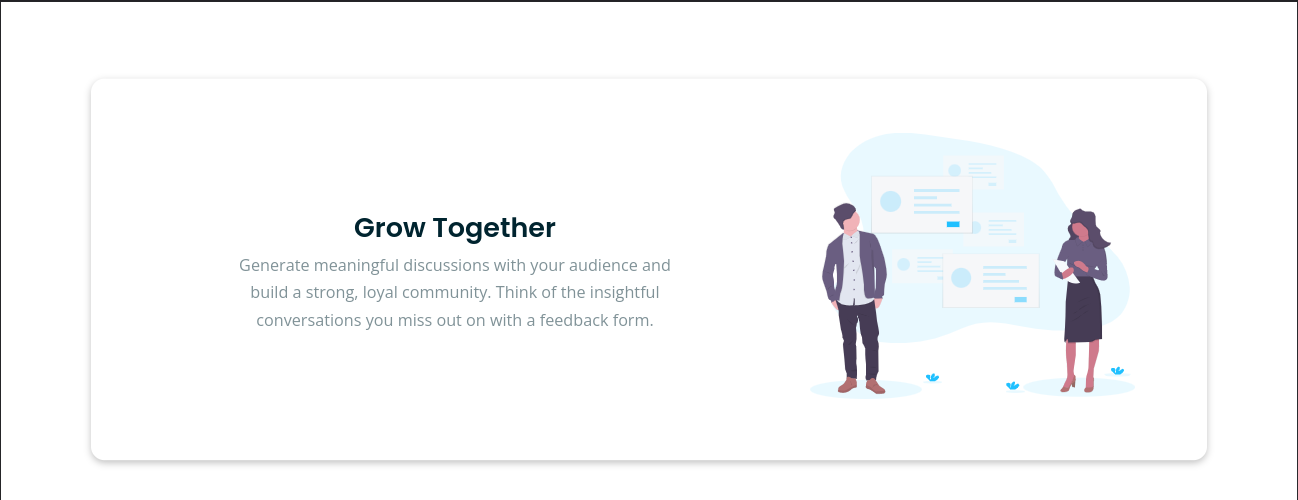 Grow Together
Generate meaningful discussions with your audience and
build a strong, loyal community. Think of the insightful
conversations you miss out on with a feedback form.